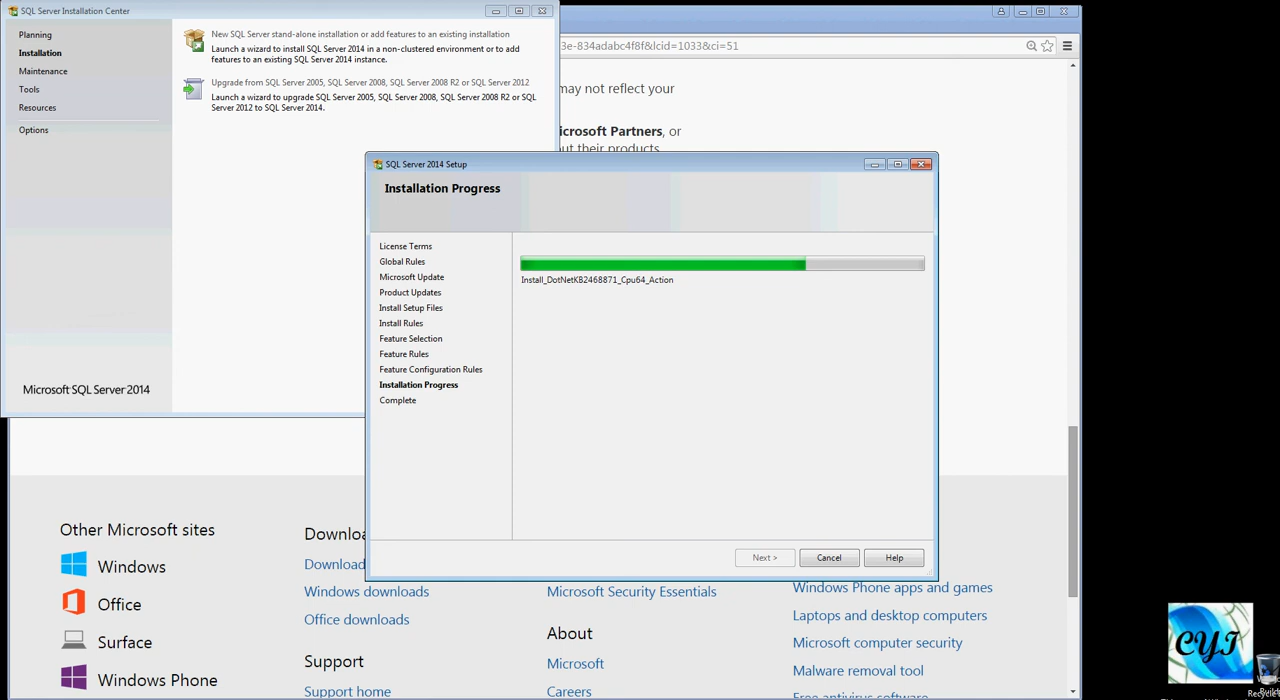 SQL Server Installation Center
Planning
Installation
Maintenance
Tools
Resources
Options
Microsoft SQL Server 2014
New SQL Server stand-alone installation or add features to an existing installation
Launch a wizard to install SQL Server 2014 in a non-clustered environment or to add
features to an existing SQL Server 2014 instance.
Upgrade from SQL Server 2005, SQL Server 2008, SQL Server 2008 R2 or SQL Server 2012
Launch a wizard to upgrade SQL Server 2005, SQL Server 2008, SQL Server 2008 R2 or SQL
Server 2012 to SQL Server 2014.
3e-834adabc4f8f&lcid=1033&ci=51
may not reflect your
icrosoft Partners, or
out their products
SQL Server 2014 Setup
Installation Progress
License Terms
Global Rules
Microsoft Update
Product Updates
Install Setup Files
Install Rules
Feature Selection
Feature Rules
Feature Configuration Rules
Installation Progress
Complete
Install_DotNetKB2468871_Cpu64_Action
Next >
Cancel
Help
Other Microsoft sites
Windows
Office
Surface
Windows Phone
Downloa
Download
Windows downloads
Office downloads
Support
Support home
Microsoft Security Essentials
About
Microsoft
Careers
Windows Phone apps and games
Laptops and desktop computers
Microsoft computer security
Malware removal tool
Free antivirus software
CYI